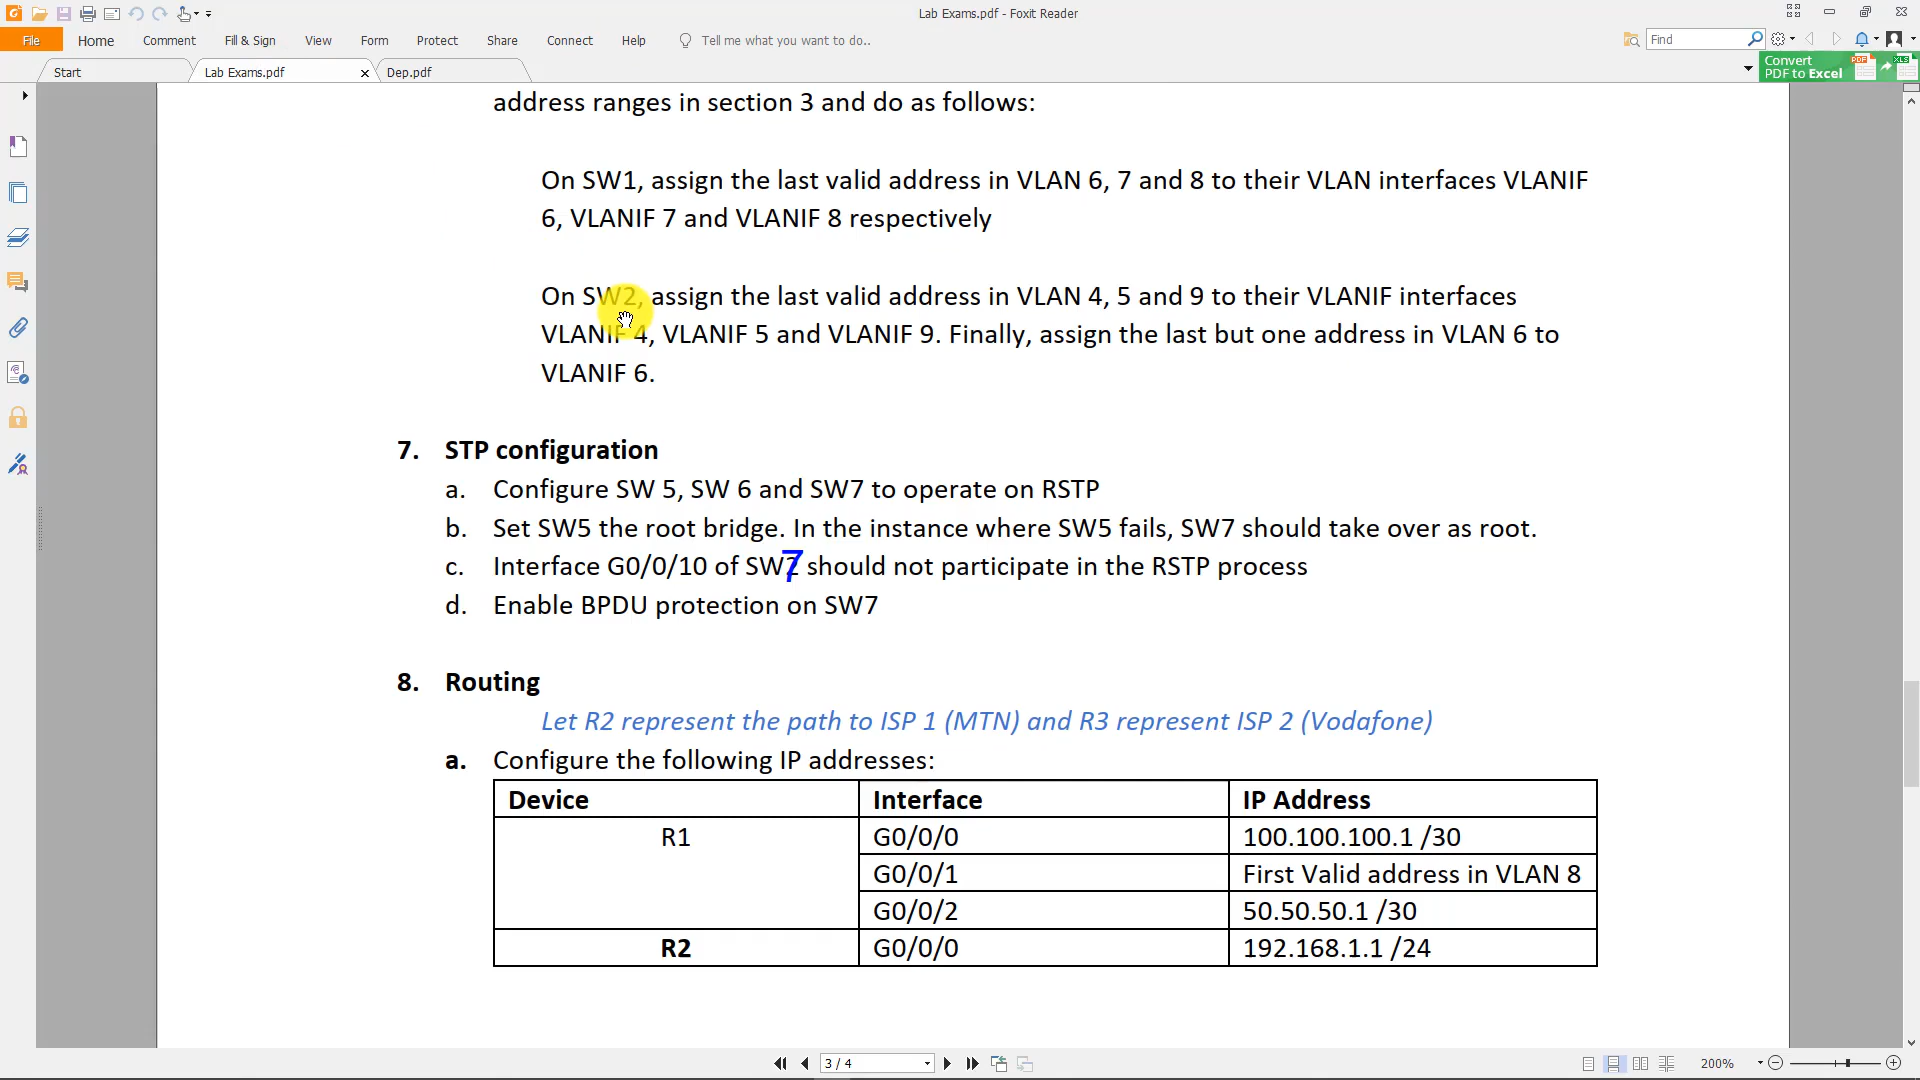 Lab Exams.pdf - Foxit Reader
File Home Comment Fill & Sign View Form Protect Share Connect Help Tell me what you want to do.. Find
Start Lab Exams.pdf Dep.pdf
Convert
PDF to Excel
address ranges in section 3 and do as follows:
On SW1, assign the last valid address in VLAN 6, 7 and 8 to their VLAN interfaces VLANIF
6, VLANIF 7 and VLANIF 8 respectively
On SW2, assign the last valid address in VLAN 4, 5 and 9 to their VLANIF interfaces
VLANIF 4, VLANIF 5 and VLANIF 9. Finally, assign the last but one address in VLAN 6 to
VLANIF 6.
7. STP configuration
a. Configure SW 5, SW 6 and SW7 to operate on RSTP
b. Set SW5 the root bridge. In the instance where SW5 fails, SW7 should take over as root.
c. Interface G0/0/10 of SW7 should not participate in the RSTP process
d. Enable BPDU protection on SW7
8. Routing
Let R2 represent the path to ISP 1 (MTN) and R3 represent ISP 2 (Vodafone)
a. Configure the following IP addresses:
Device Interface IP Address
R1 G0/0/0 100.100.100.1 /30
G0/0/1 First Valid address in VLAN 8
G0/0/2 50.50.50.1 /30
R2 G0/0/0 192.168.1.1 /24
3 / 4
200%